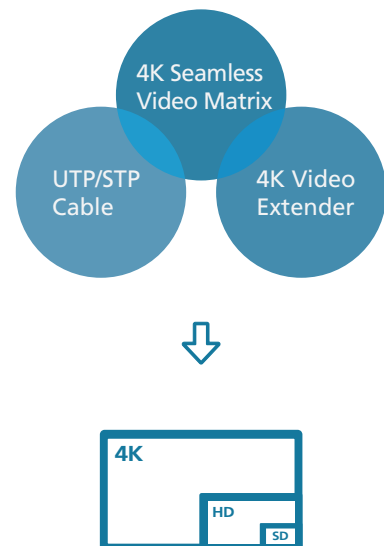 4K Seamless
Video Matrix
UTP/STP
Cable
4K Video
Extender
4K
HD
SD